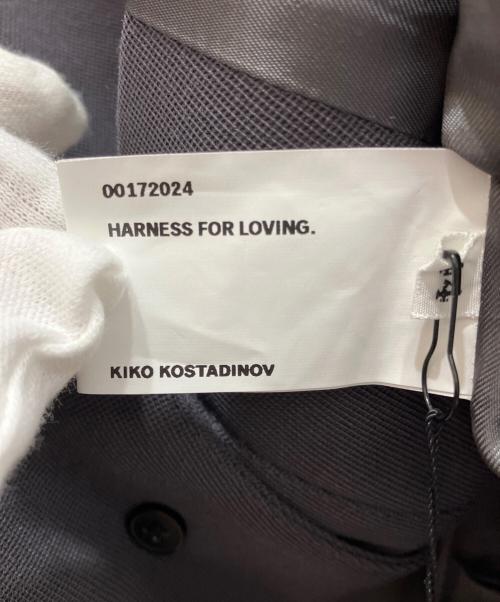 00172024
HARNESS FOR LOVING.
KIKO KOSTADINOV